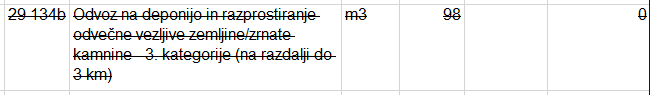 29 134b Odvoz na deponijo in razprostiranje m3 98 0
odvečne vezljive zemljine/zrnate
kamnine - 3. kategorije (na razdalji do
3 km)